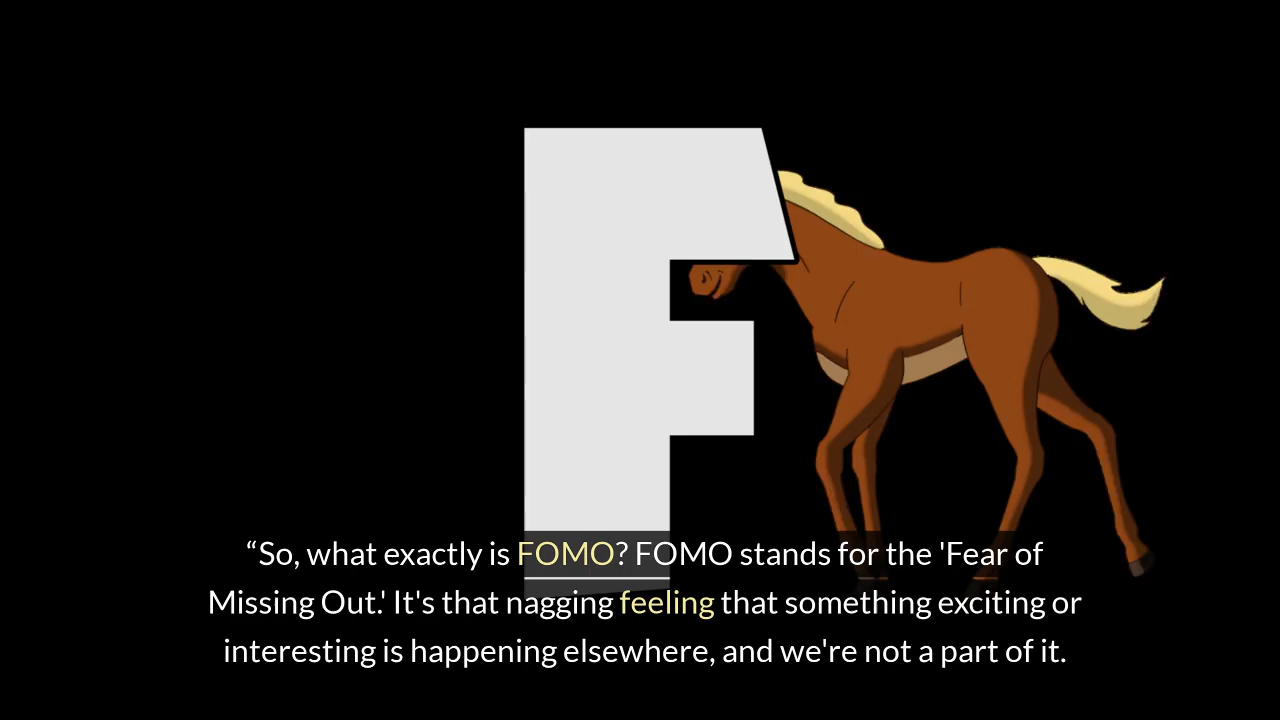 F
“So, what exactly is FOMO? FOMO stands for the 'Fear of
Missing Out.' It's that nagging feeling that something exciting or
interesting is happening elsewhere, and we're not a part of it.